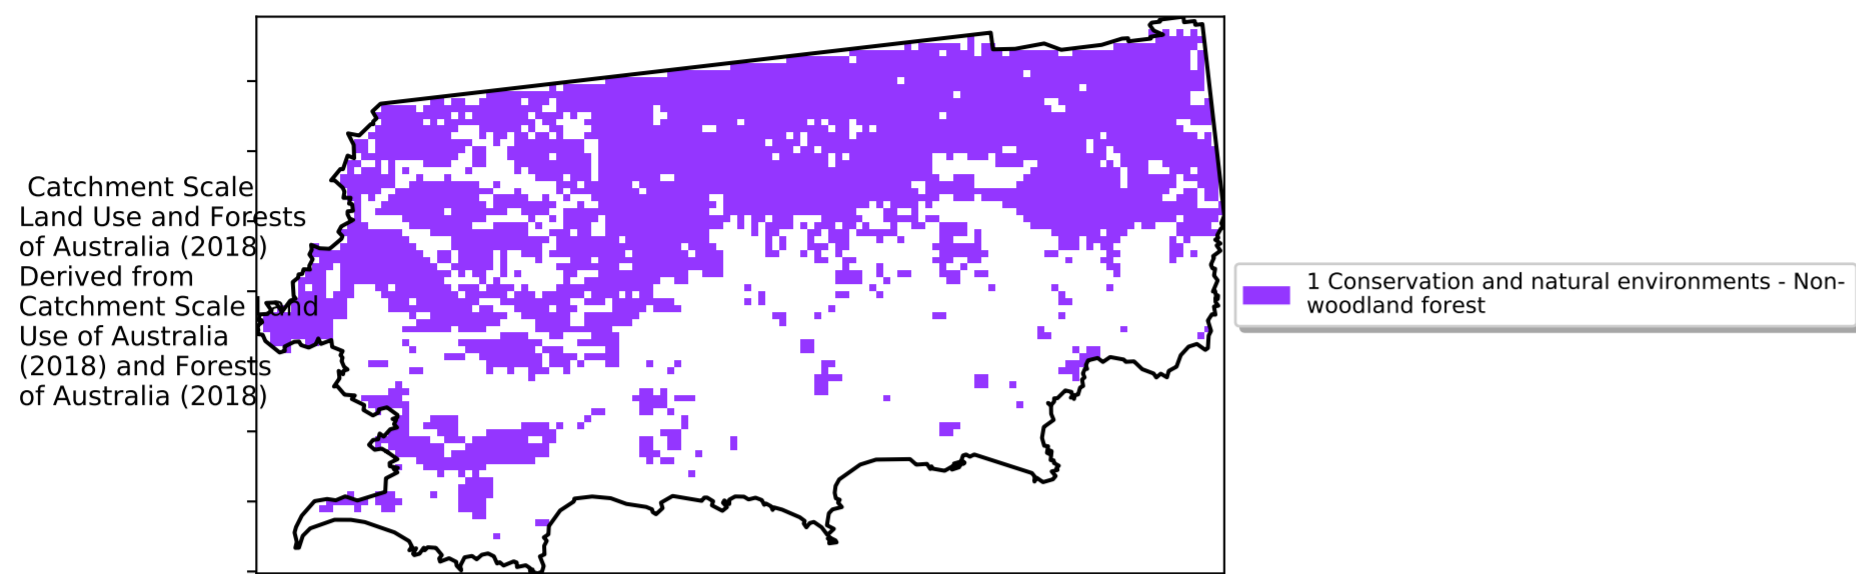 Catchment Scale
Land Use and Forests
of Australia (2018)
Derived from
Catchment Scale Land
Use of Australia
(2018) and Forests
of Australia (2018)
1 Conservation and natural environments - Non-
woodland forest